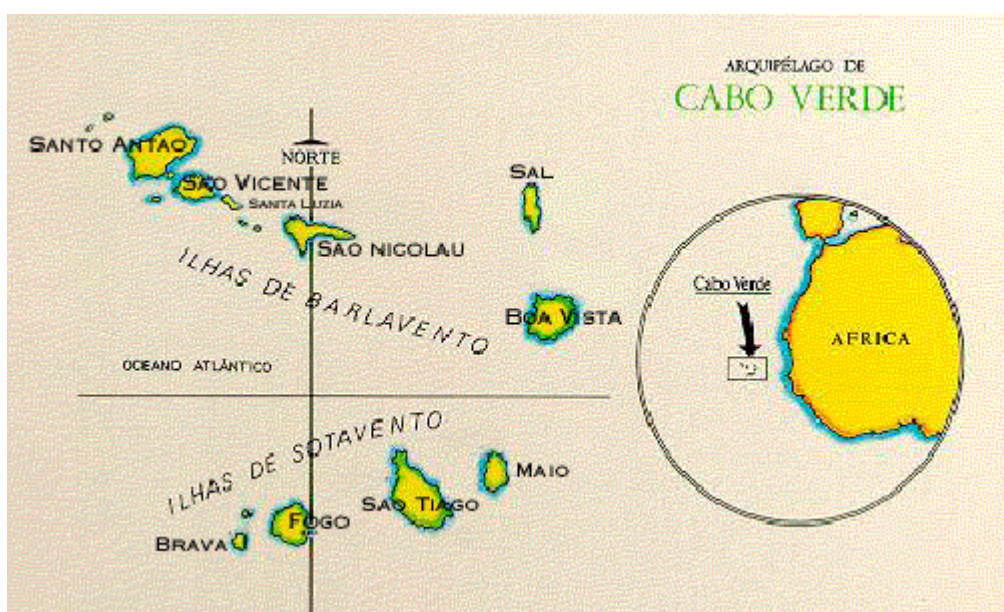 ARQUIPÉLAGO DE
CABO VERDE
SANTO ANTAO
NORTE
SAO VICENTE
SANITA LUZIA
SAL
SAO NICOLAU
ILHAS DE BARLAVENTO
BOA VISTA
Cabo Verde
AFRICA
OCEANO ATLÂNTICO
ILHAS DE SOTAVENTO
MAIO
SAO TIAGO
FOGO
BRAVA